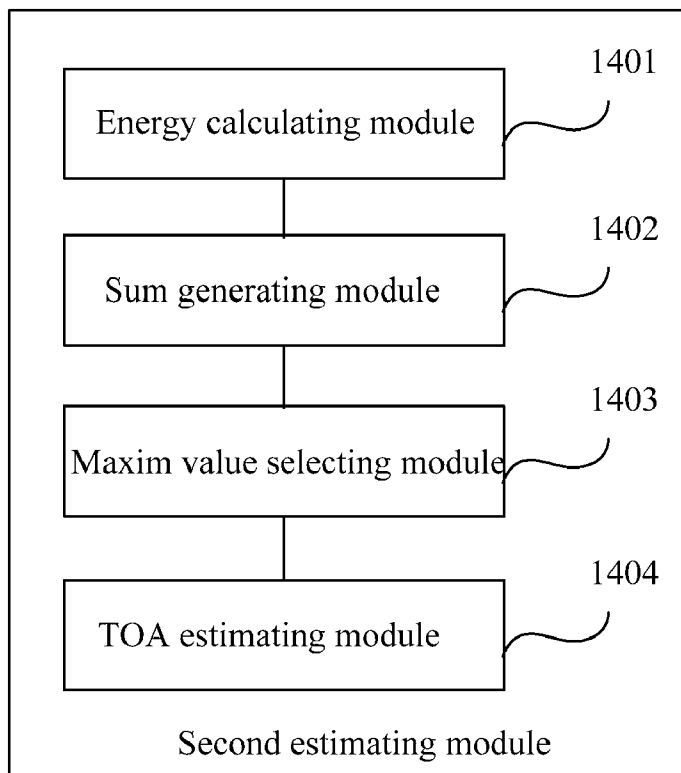 1401
Energy calculating module
1402
Sum generating module
1403
Maxim value selecting module
1404
TOA estimating module
Second estimating module